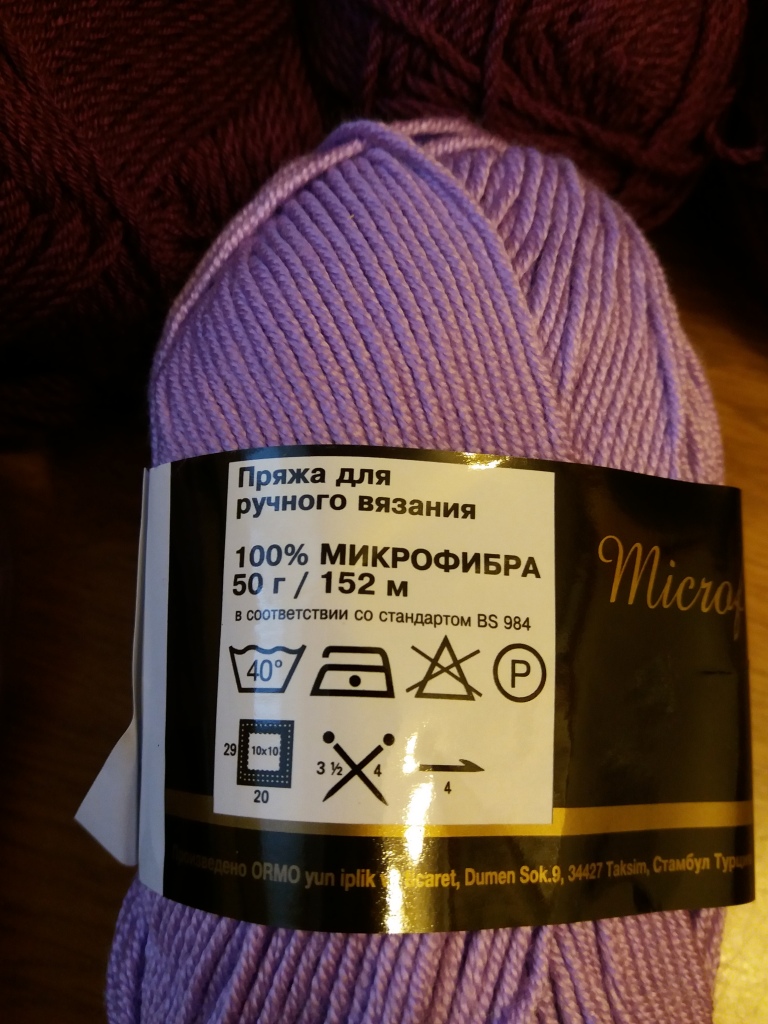 Пряжа для
ручного вязания
100% МИКРОФИБРА
50 г / 152 м
в соответствии со стандартом BS 984
Microf
40° P
29 10x10 3 ½ 4
20 4
ORMO yun iplik Dumen Sok.9, 34427 Taksim, Стамбул